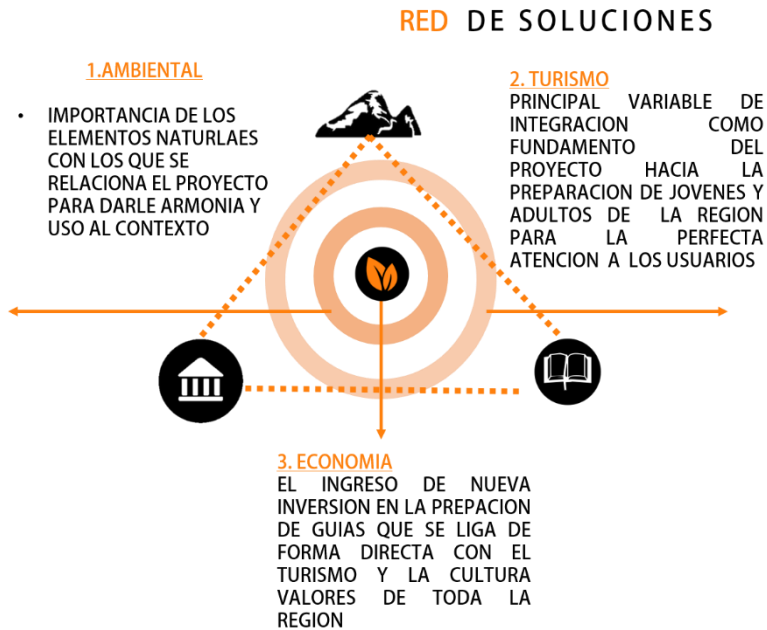 RED DE SOLUCIONES
1.AMBIENTAL
• IMPORTANCIA DE LOS
ELEMENTOS NATURLAES
CON LOS QUE SE
RELACIONA EL PROYECTO
PARA DARLE ARMONIA Y
USO AL CONTEXTO
2. TURISMO
PRINCIPAL VARIABLE DE
INTEGRACION COMO
FUNDAMENTO DEL
PROYECTO HACIA LA
PREPARACION DE JOVENES Y
ADULTOS DE LA REGION
PARA LA PERFECTA
ATENCION A LOS USUARIOS
3. ECONOMIA
EL INGRESO DE NUEVA
INVERSION EN LA PREPACION
DE GUIAS QUE SE LIGA DE
FORMA DIRECTA CON EL
TURISMO Y LA CULTURA
VALORES DE TODA LA
REGION